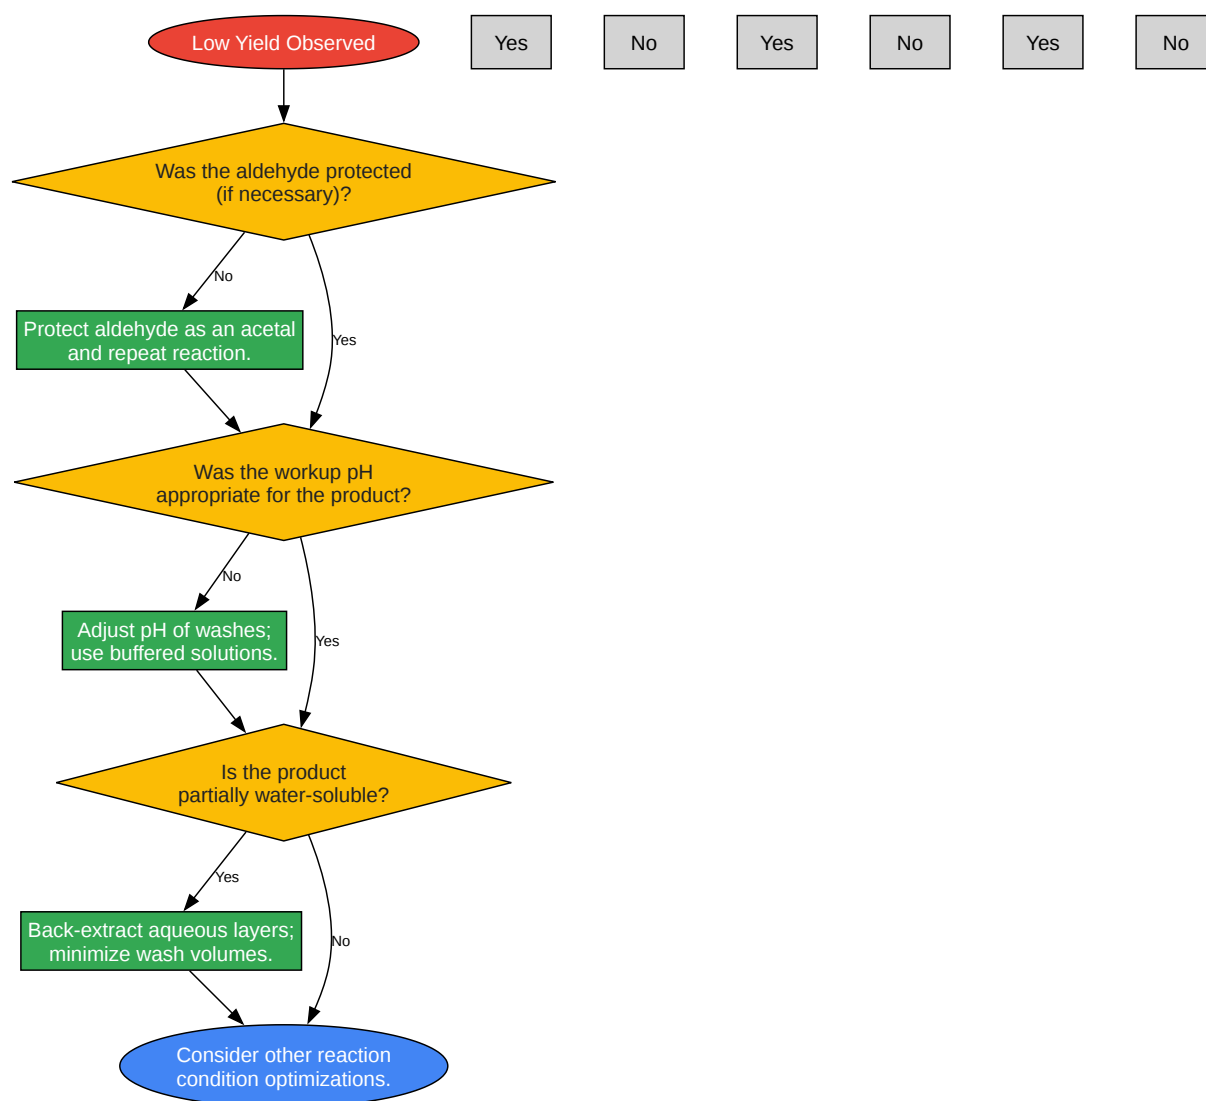 Low Yield Observed
Yes
No
Yes
No
Yes
No
Was the aldehyde protected
(if necessary)?
No
Protect aldehyde as an acetal
and repeat reaction.
Yes
Was the workup pH
appropriate for the product?
No
Adjust pH of washes;
use buffered solutions.
Yes
Is the product
partially water-soluble?
Yes
Back-extract aqueous layers;
minimize wash volumes.
No
Consider other reaction
condition optimizations.